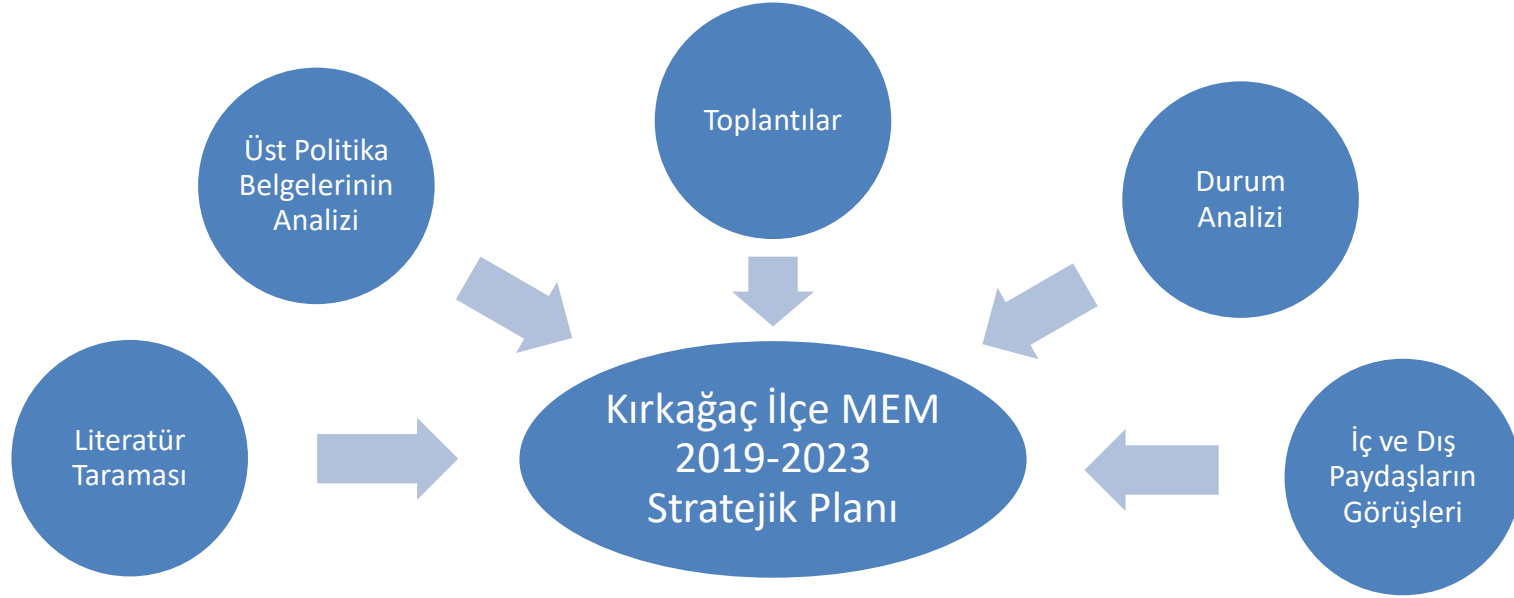 Toplantılar
Üst Politika
Belgelerinin
Analizi
Durum
Analizi
Literatür
Taraması
Kırkağaç İlçe MEM
2019-2023
Stratejik Planı
İç ve Dış
Paydaşların
Görüşleri